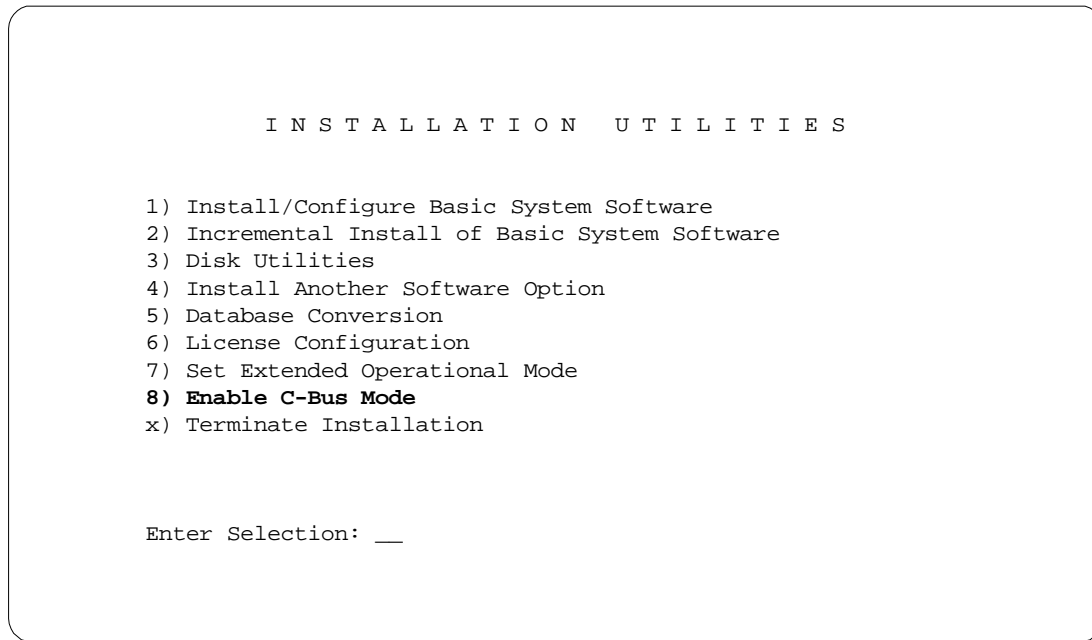 I N S T A L L A T I O N   U T I L I T I E S
1) Install/Configure Basic System Software
2) Incremental Install of Basic System Software
3) Disk Utilities
4) Install Another Software Option
5) Database Conversion
6) License Configuration
7) Set Extended Operational Mode
8) Enable C-Bus Mode
x) Terminate Installation
Enter Selection: __